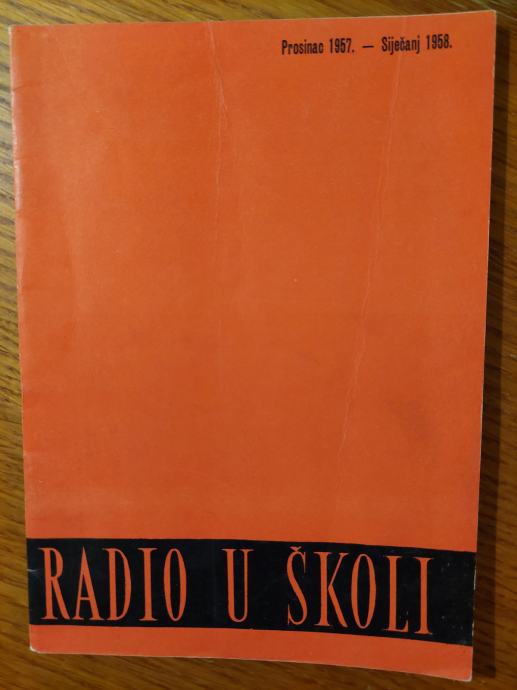 Prosinac 1957. — Siječanj 1958.
RADIO U ŠKOLI